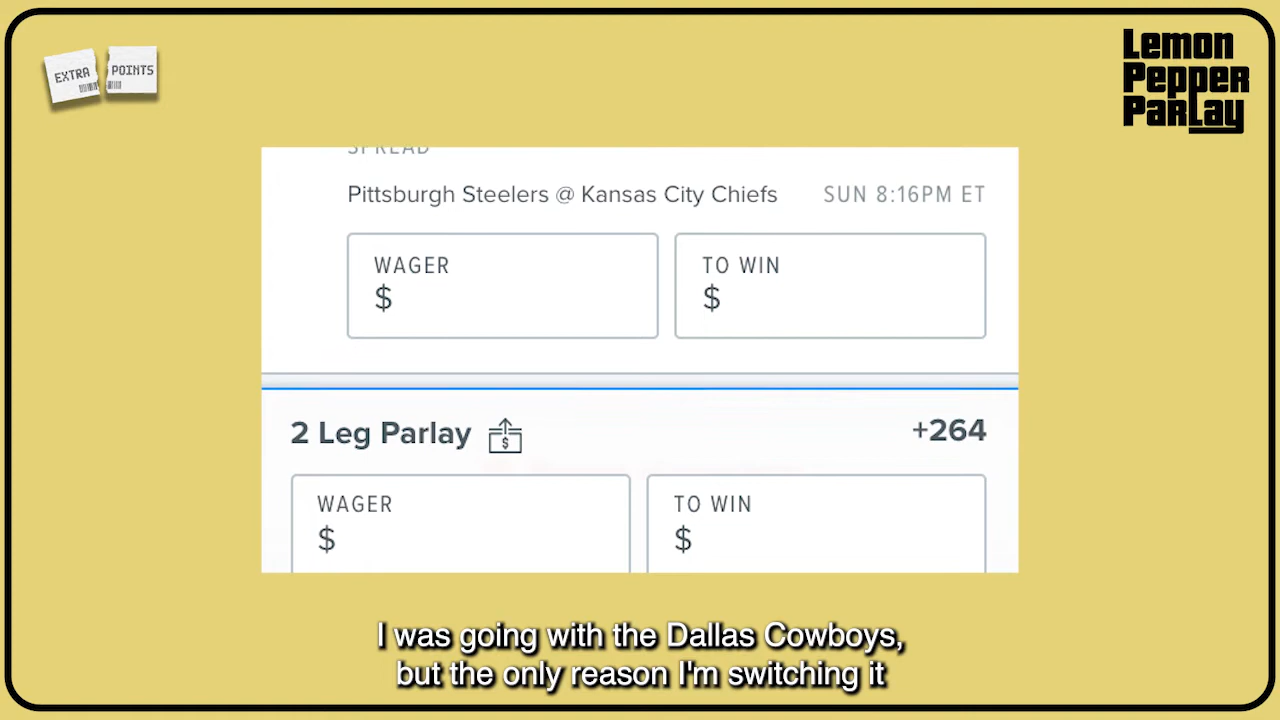 EXTRA POINTS
Lemon
Pepper
Parlay
SPREAD
Pittsburgh Steelers @ Kansas City Chiefs SUN 8:16PM ET
WAGER TO WIN
$ $
2 Leg Parlay $ +264
WAGER TO WIN
$ $
I was going with the Dallas Cowboys,
but the only reason I'm switching it